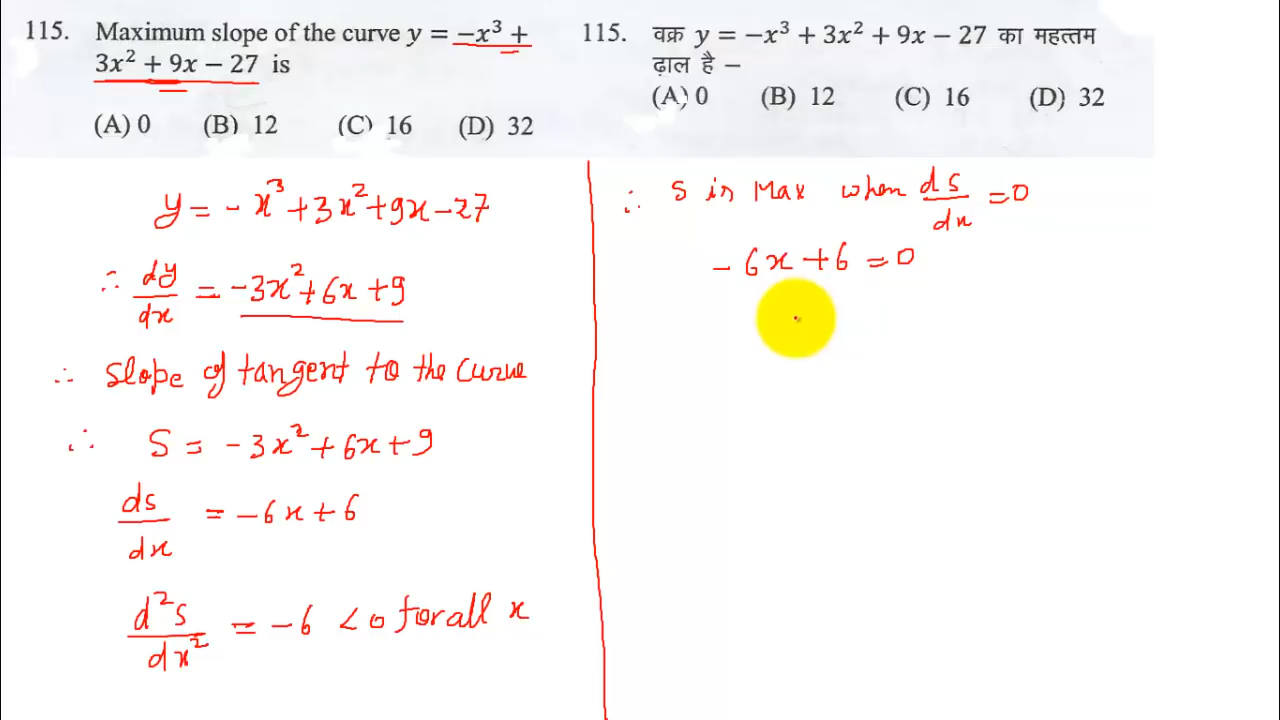 115. Maximum slope of the curve y = −x³ +
3x² + 9x − 27 is
(A) 0 (B) 12 (C) 16 (D) 32
115. वक्र y = −x³ + 3x² + 9x − 27 का महत्तम
ढ़ाल है −
(A) 0 (B) 12 (C) 16 (D) 32
y = - x³ + 3x² + 9x - 27
∴ dy/dx = -3x² + 6x + 9
∴ Slope of tangent to the curve
∴ S = -3x² + 6x + 9
ds/dx = -6x + 6
d²s/dx² = -6 < 0 for all x
∴ S is Max when ds/dx = 0
- 6x + 6 = 0